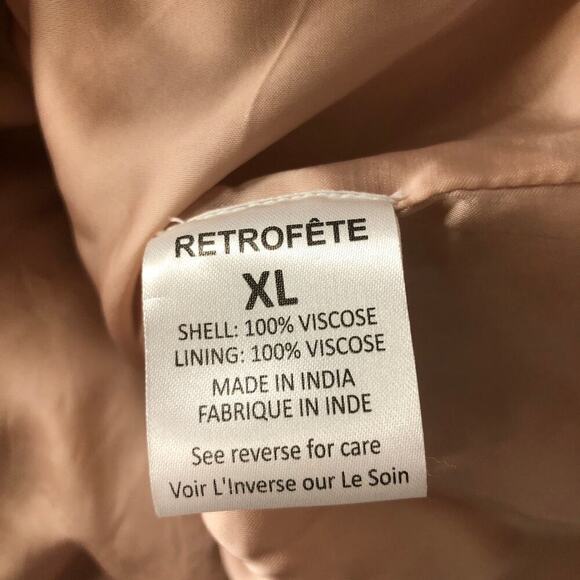 RETROFÊTE
XL
SHELL: 100% VISCOSE
LINING: 100% VISCOSE
MADE IN INDIA
FABRIQUE IN INDE
See reverse for care
Voir L'Inverse our Le Soin